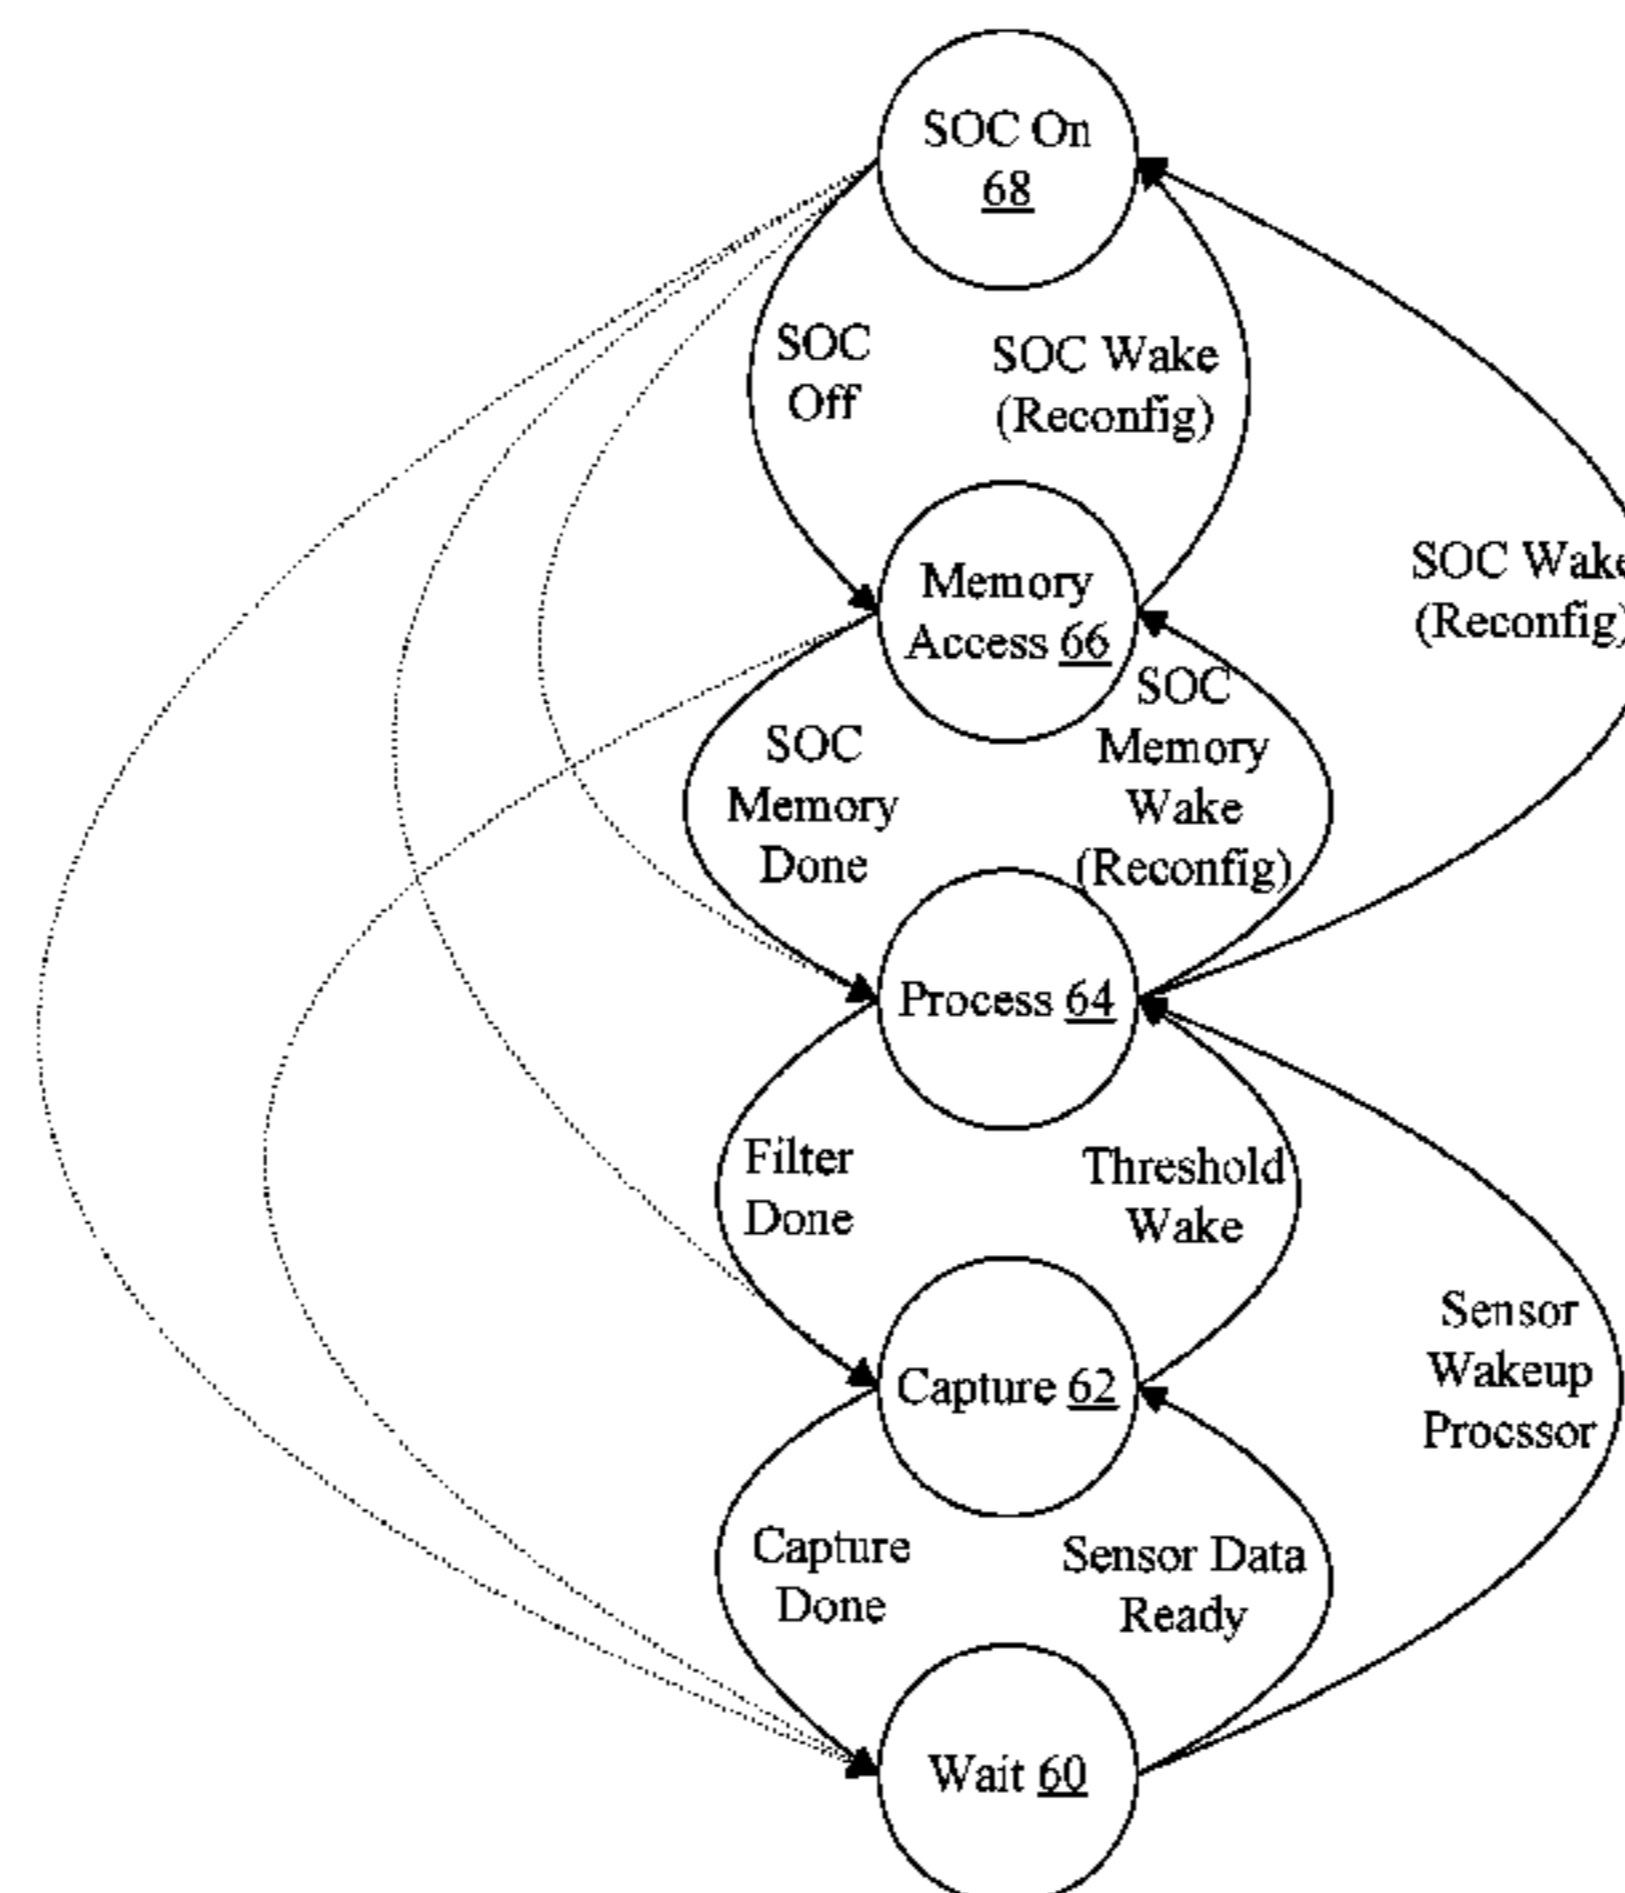 SOC On
68
SOC
Off
SOC Wake
(Reconfig)
Memory
Access 66
SOC Wake
(Reconfig)
SOC
Memory
Done
SOC
Memory
Wake
(Reconfig)
Process 64
Filter
Done
Threshold
Wake
Sensor
Wakeup
Procssor
Capture 62
Capture
Done
Sensor Data
Ready
Wait 60